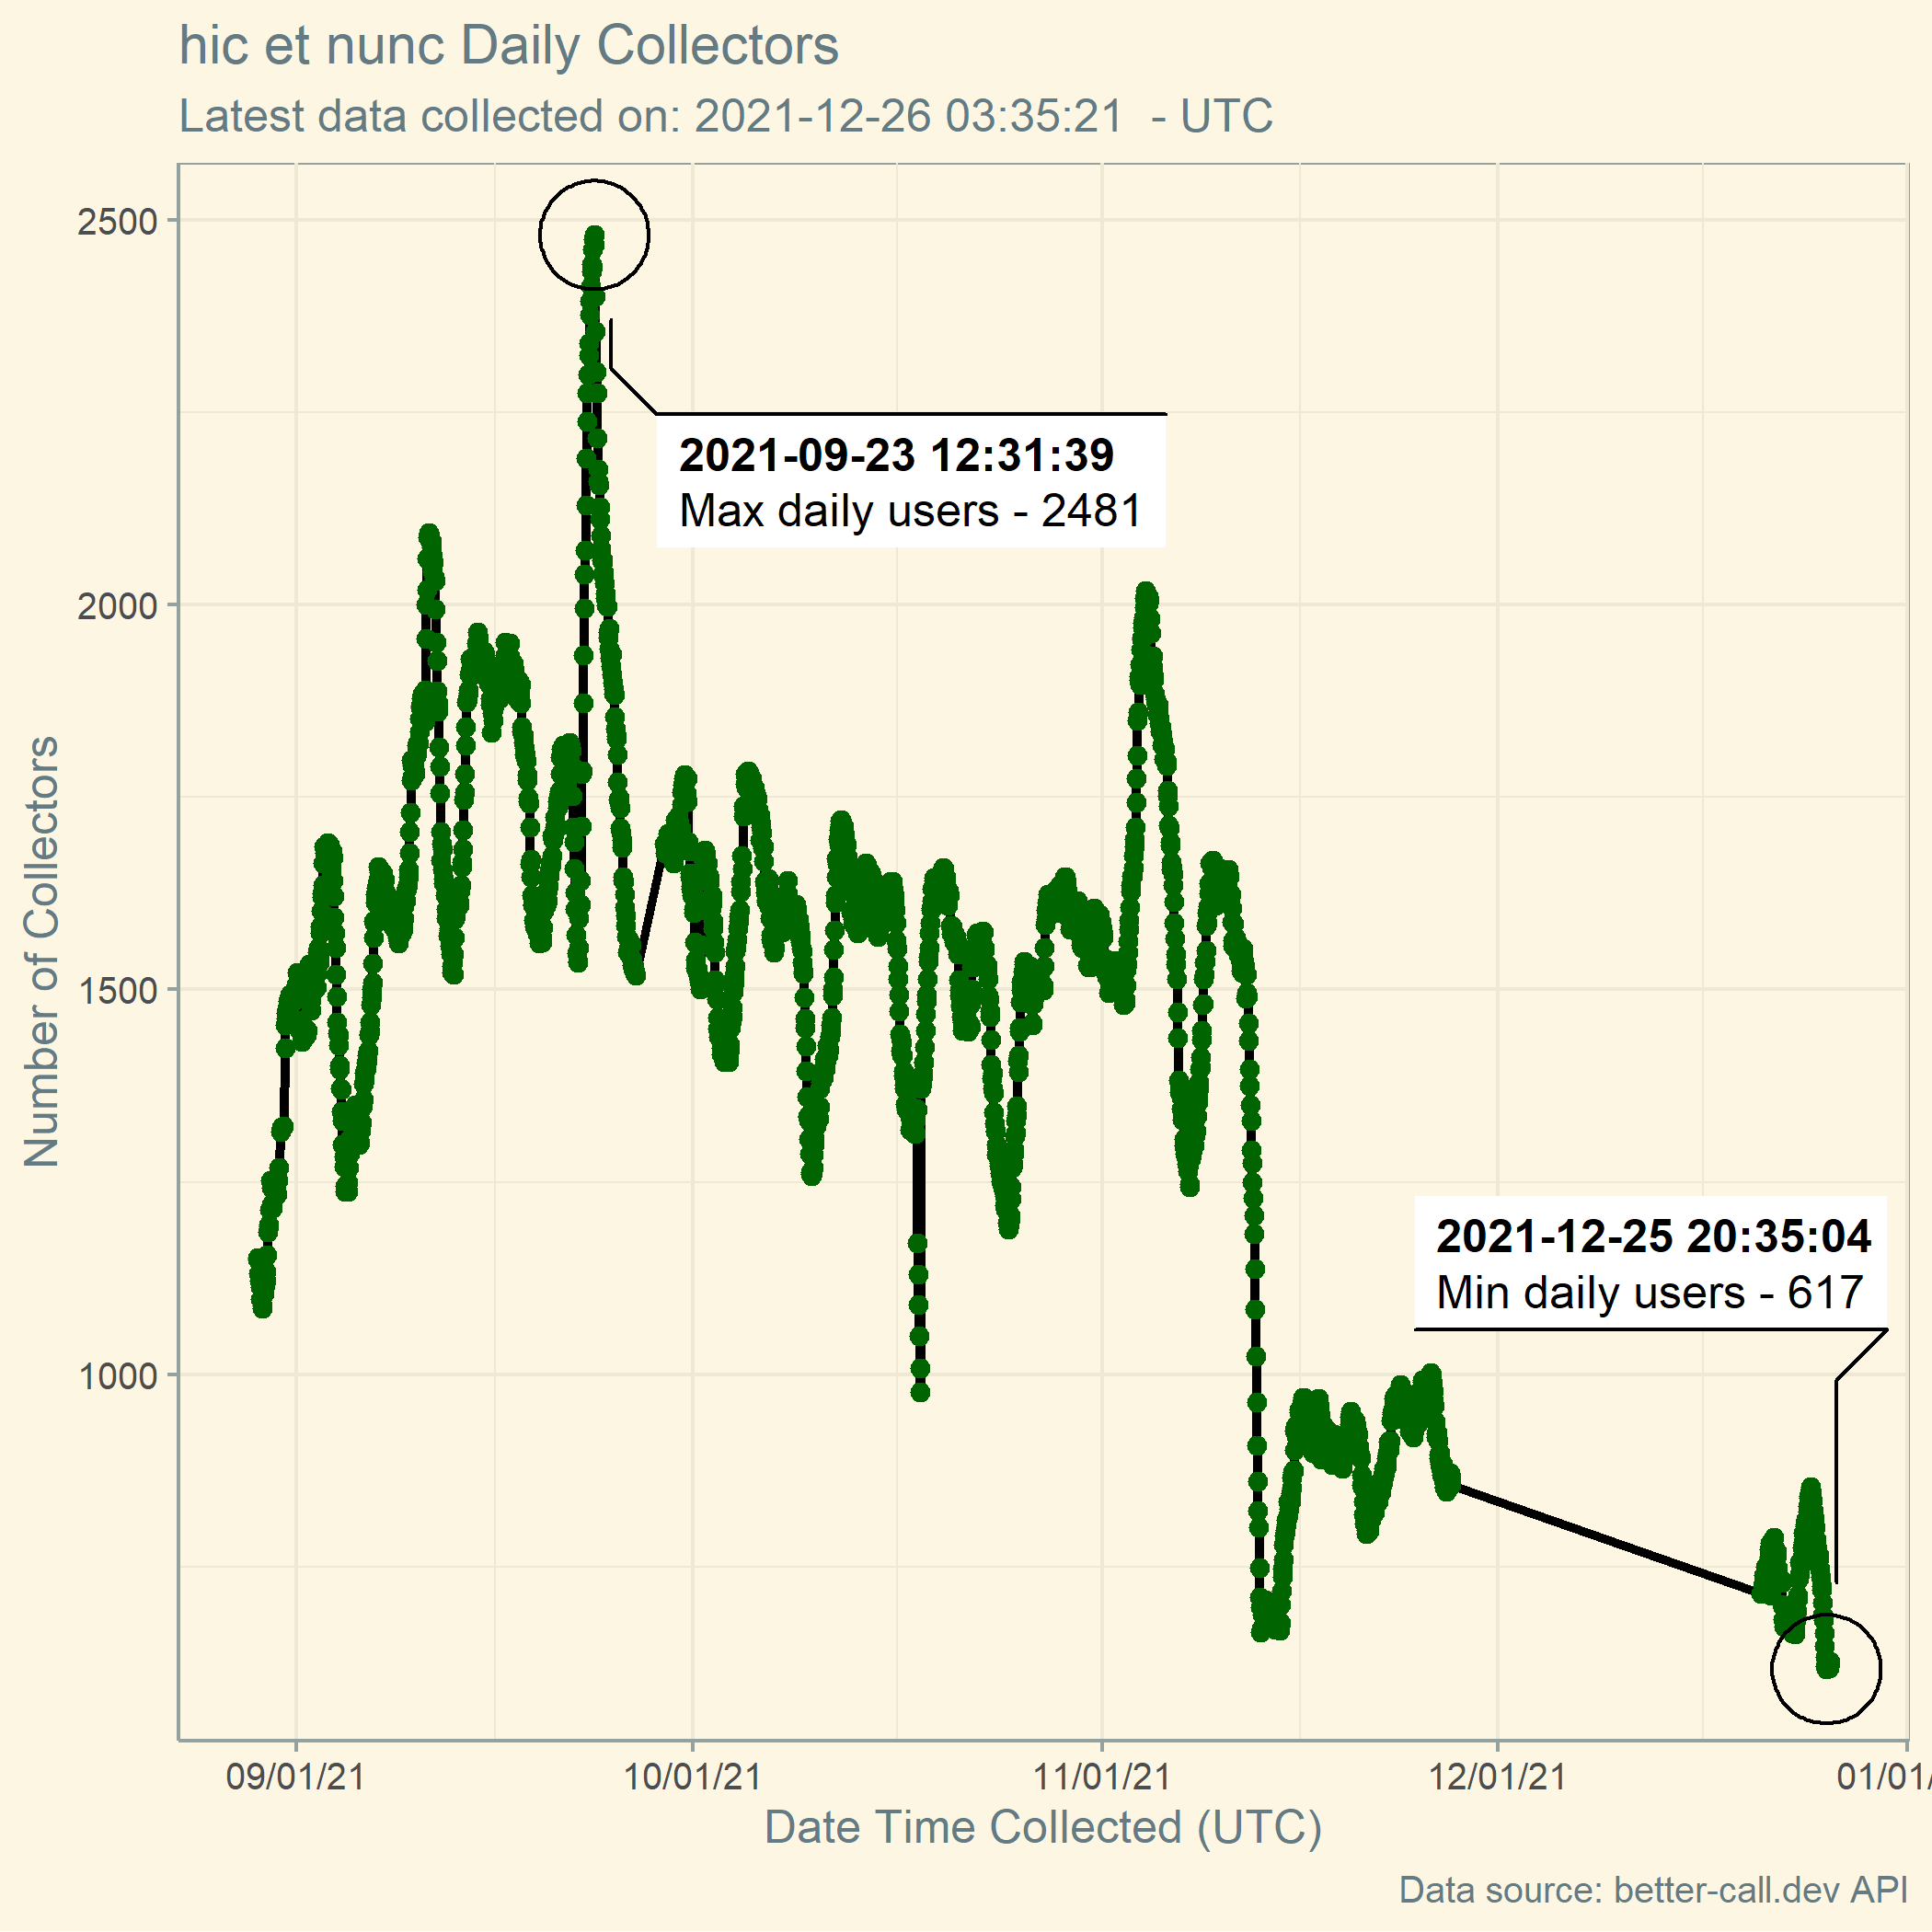 hic et nunc Daily Collectors
Latest data collected on: 2021-12-26 03:35:21  - UTC
2500
2021-09-23 12:31:39
Max daily users - 2481
2000
Number of Collectors
1500
2021-12-25 20:35:04
Min daily users - 617
1000
09/01/21 10/01/21 11/01/21 12/01/21 01/01/
Date Time Collected (UTC)
Data source: better-call.dev API